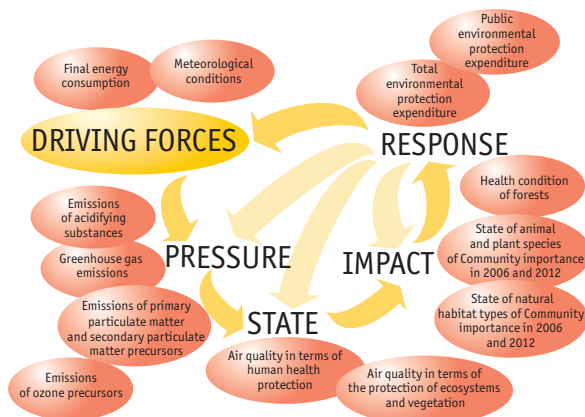 Public
environmental
protection
expenditure
Final energy
consumption
Meteorological
conditions
Total
environmental
protection
expenditure
DRIVING FORCES
RESPONSE
Health condition
of forests
Emissions
of acidifying
substances
State of animal
and plant species
of Community importance
in 2006 and 2012
Greenhouse gas
emissions
PRESSURE
IMPACT
State of natural
habitat types of Community
importance in 2006
and 2012
Emissions of primary
particulate matter
and secondary particulate
matter precursors
STATE
Air quality in terms of
human health
protection
Emissions
of ozone precursors
Air quality in terms of
the protection of ecosystems
and vegetation